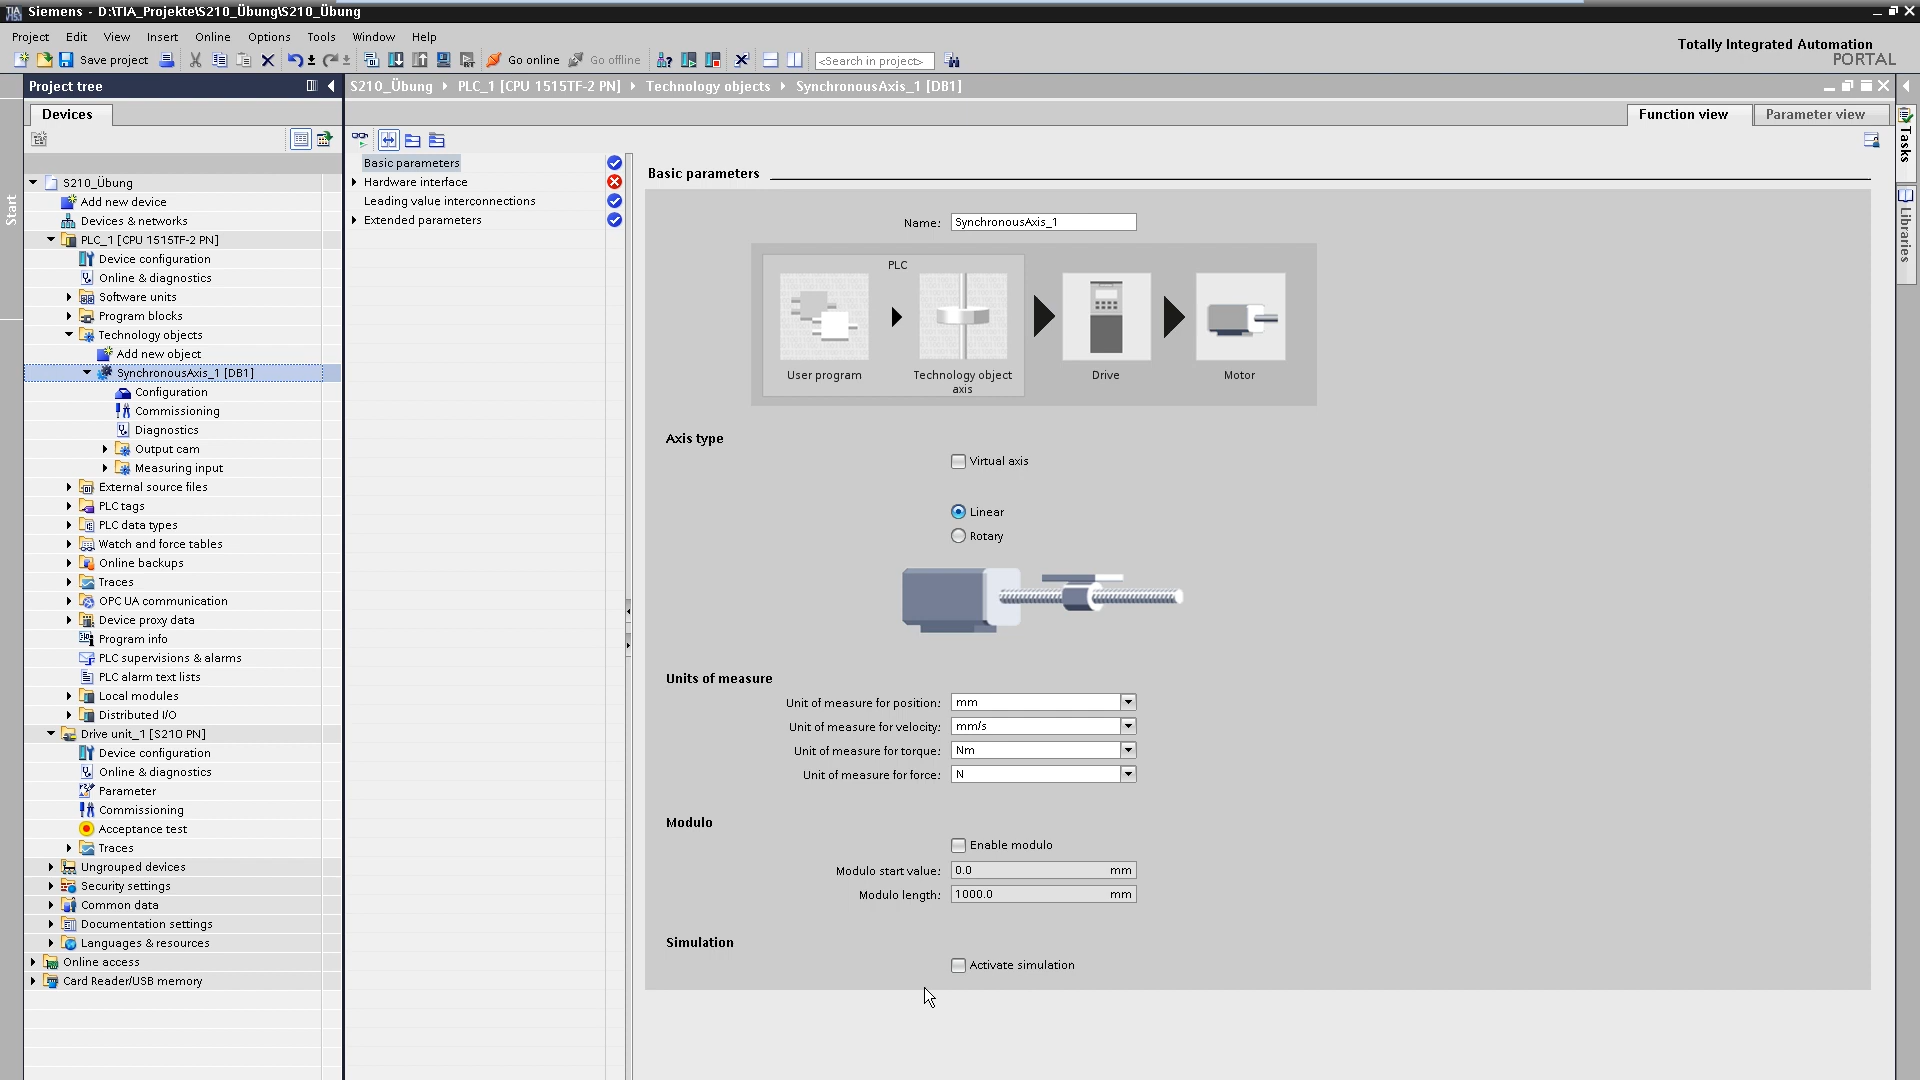 Siemens - D:\TIA_Projekte\S210_Übung\S210_Übung
Project Edit View Insert Online Options Tools Window Help
Totally Integrated Automation
PORTAL
Save project
Go online
Go offline
<Search in project>
Project tree
S210_Übung PLC_1 [CPU 1515TF-2 PN] Technology objects SynchronousAxis_1 [DB1]
Devices
Function view
Parameter view
Start
Tasks
Libraries
S210_Übung
Add new device
Devices & networks
PLC_1 [CPU 1515TF-2 PN]
Device configuration
Online & diagnostics
Software units
Program blocks
Technology objects
Add new object
SynchronousAxis_1 [DB1]
Configuration
Commissioning
Diagnostics
Output cam
Measuring input
External source files
PLC tags
PLC data types
Watch and force tables
Online backups
Traces
OPC UA communication
Device proxy data
Program info
PLC supervisions & alarms
PLC alarm text lists
Local modules
Distributed I/O
Drive unit_1 [S210 PN]
Device configuration
Online & diagnostics
Parameter
Commissioning
Acceptance test
Traces
Ungrouped devices
Security settings
Common data
Documentation settings
Languages & resources
Online access
Card Reader/USB memory
Basic parameters
Hardware interface
Leading value interconnections
Extended parameters
Basic parameters
Name: SynchronousAxis_1
PLC
User program
Technology object
axis
Drive
Motor
Axis type
Virtual axis
Linear
Rotary
Units of measure
Unit of measure for position: mm
Unit of measure for velocity: mm/s
Unit of measure for torque: Nm
Unit of measure for force: N
Modulo
Enable modulo
Modulo start value: 0.0 mm
Modulo length: 1000.0 mm
Simulation
Activate simulation